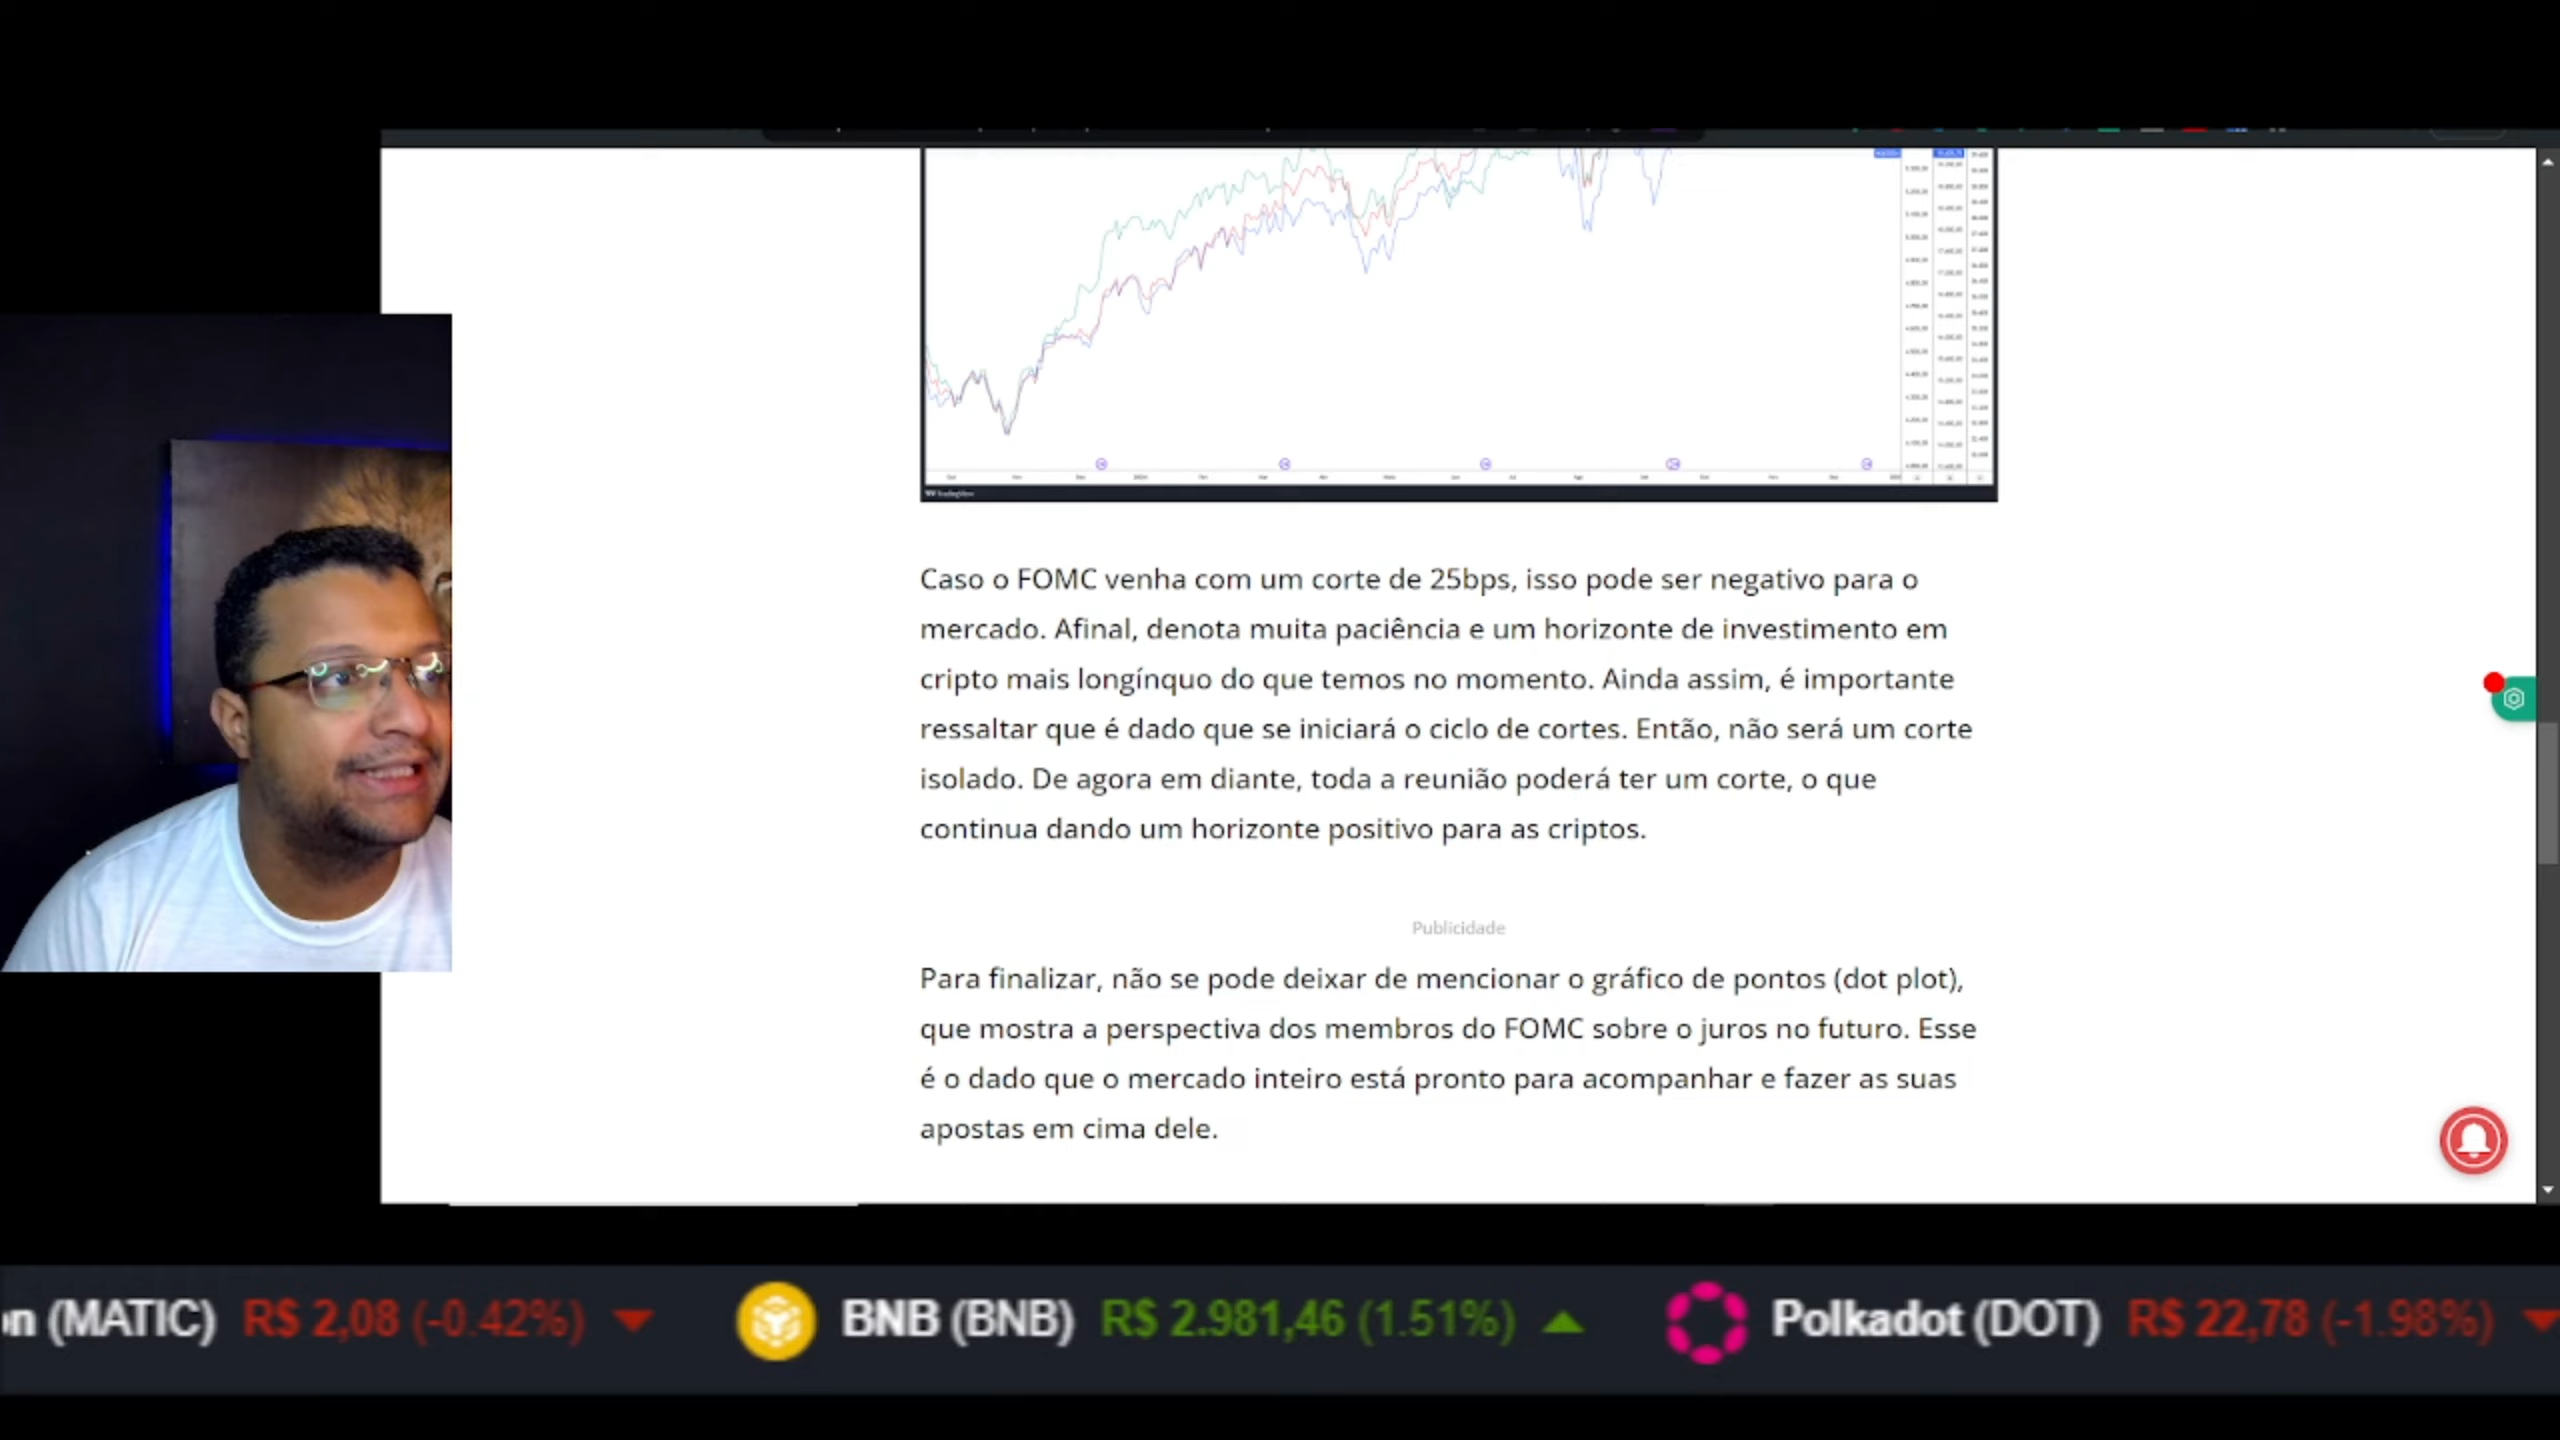 TradingView
Caso o FOMC venha com um corte de 25bps, isso pode ser negativo para o
mercado. Afinal, denota muita paciência e um horizonte de investimento em
cripto mais longínquo do que temos no momento. Ainda assim, é importante
ressaltar que é dado que se iniciará o ciclo de cortes. Então, não será um corte
isolado. De agora em diante, toda a reunião poderá ter um corte, o que
continua dando um horizonte positivo para as criptos.
Publicidade
Para finalizar, não se pode deixar de mencionar o gráfico de pontos (dot plot),
que mostra a perspectiva dos membros do FOMC sobre o juros no futuro. Esse
é o dado que o mercado inteiro está pronto para acompanhar e fazer as suas
apostas em cima dele.
on (MATIC) R$ 2,08 (-0.42%) BNB (BNB) R$ 2.981,46 (1.51%) Polkadot (DOT) R$ 22,78 (-1.98%)